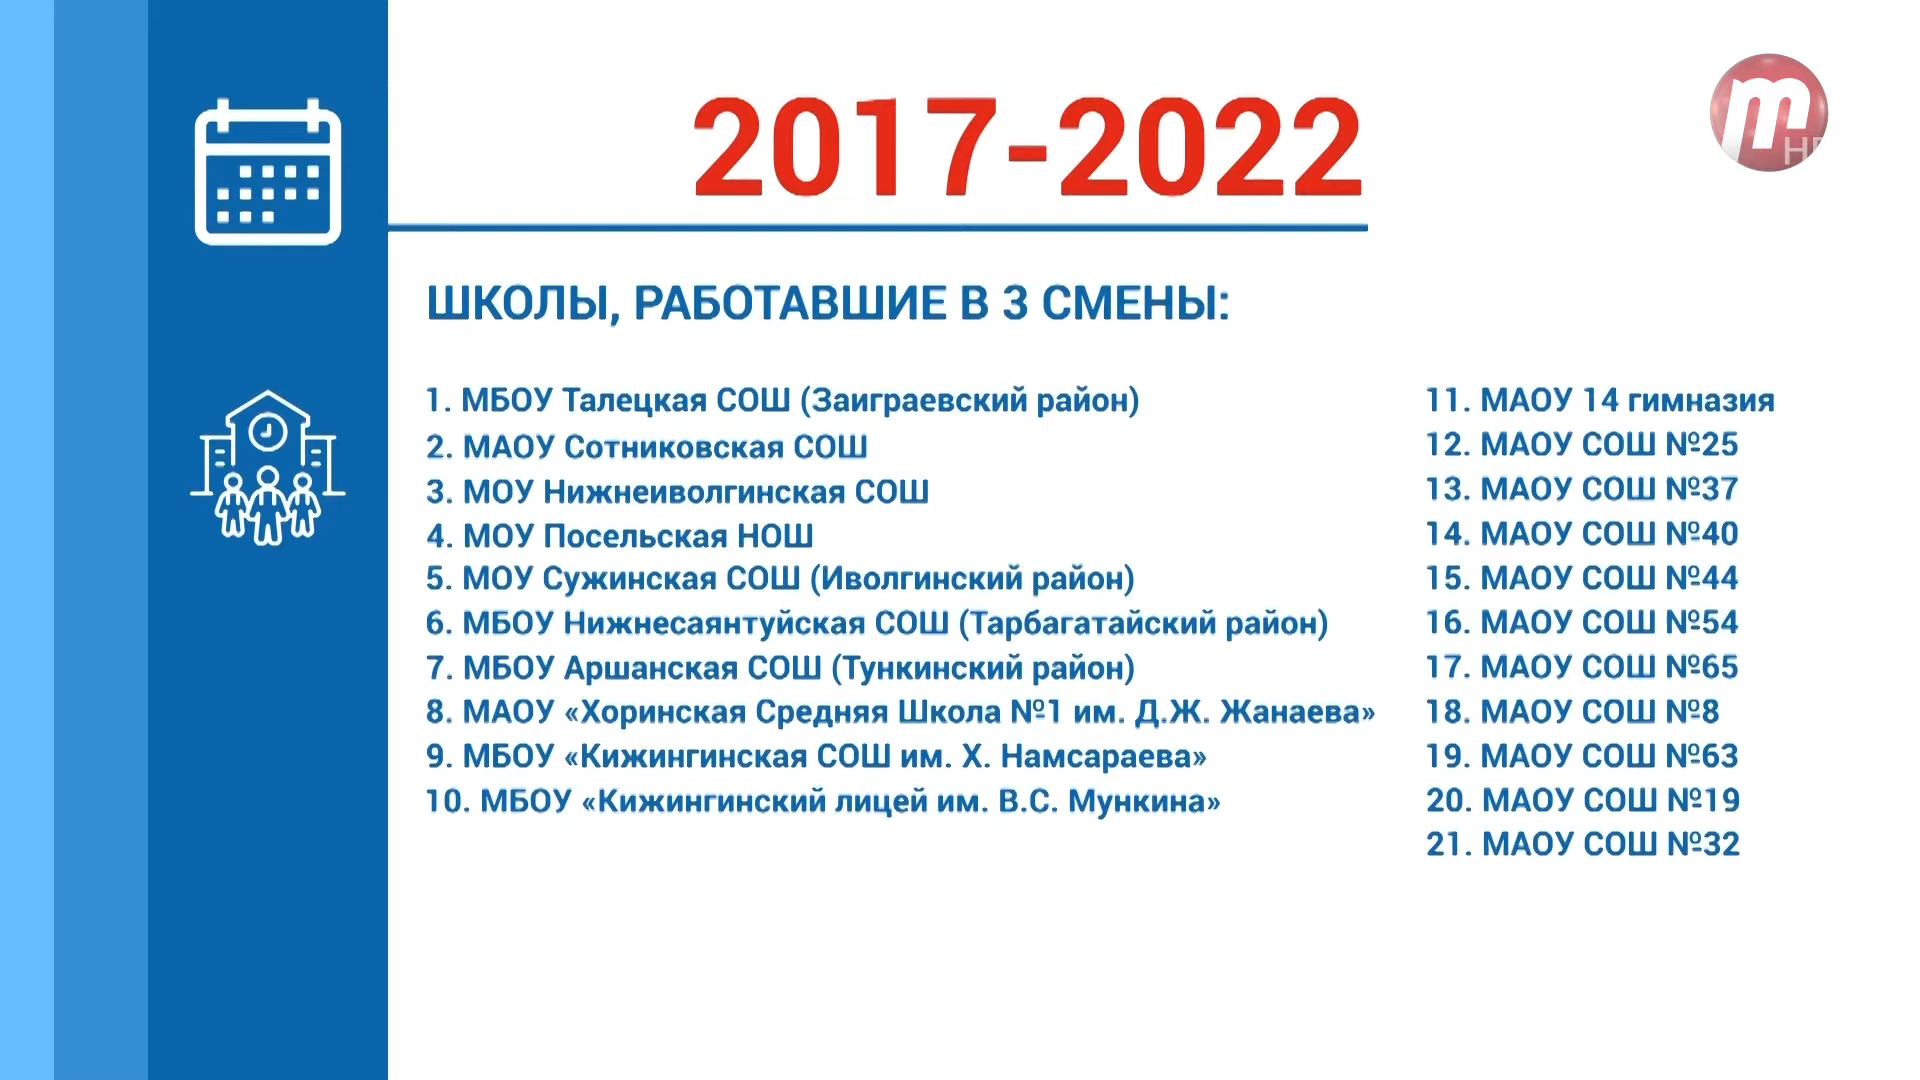 2017-2022
ШКОЛЫ, РАБОТАВШИЕ В 3 СМЕНЫ:
1. МБОУ Талецкая СОШ (Заиграевский район)
2. МАОУ Сотниковская СОШ
3. МОУ Нижнеиволгинская СОШ
4. МОУ Посельская НОШ
5. МОУ Сужинская СОШ (Иволгинский район)
6. МБОУ Нижнесаянтуйская СОШ (Тарбагатайский район)
7. МБОУ Аршанская СОШ (Тункинский район)
8. МАОУ «Хоринская Средняя Школа №1 им. Д.Ж. Жанаева»
9. МБОУ «Кижингинская СОШ им. Х. Намсараева»
10. МБОУ «Кижингинский лицей им. В.С. Мункина»
11. МАОУ 14 гимназия
12. МАОУ СОШ №25
13. МАОУ СОШ №37
14. МАОУ СОШ №40
15. МАОУ СОШ №44
16. МАОУ СОШ №54
17. МАОУ СОШ №65
18. МАОУ СОШ №8
19. МАОУ СОШ №63
20. МАОУ СОШ №19
21. МАОУ СОШ №32